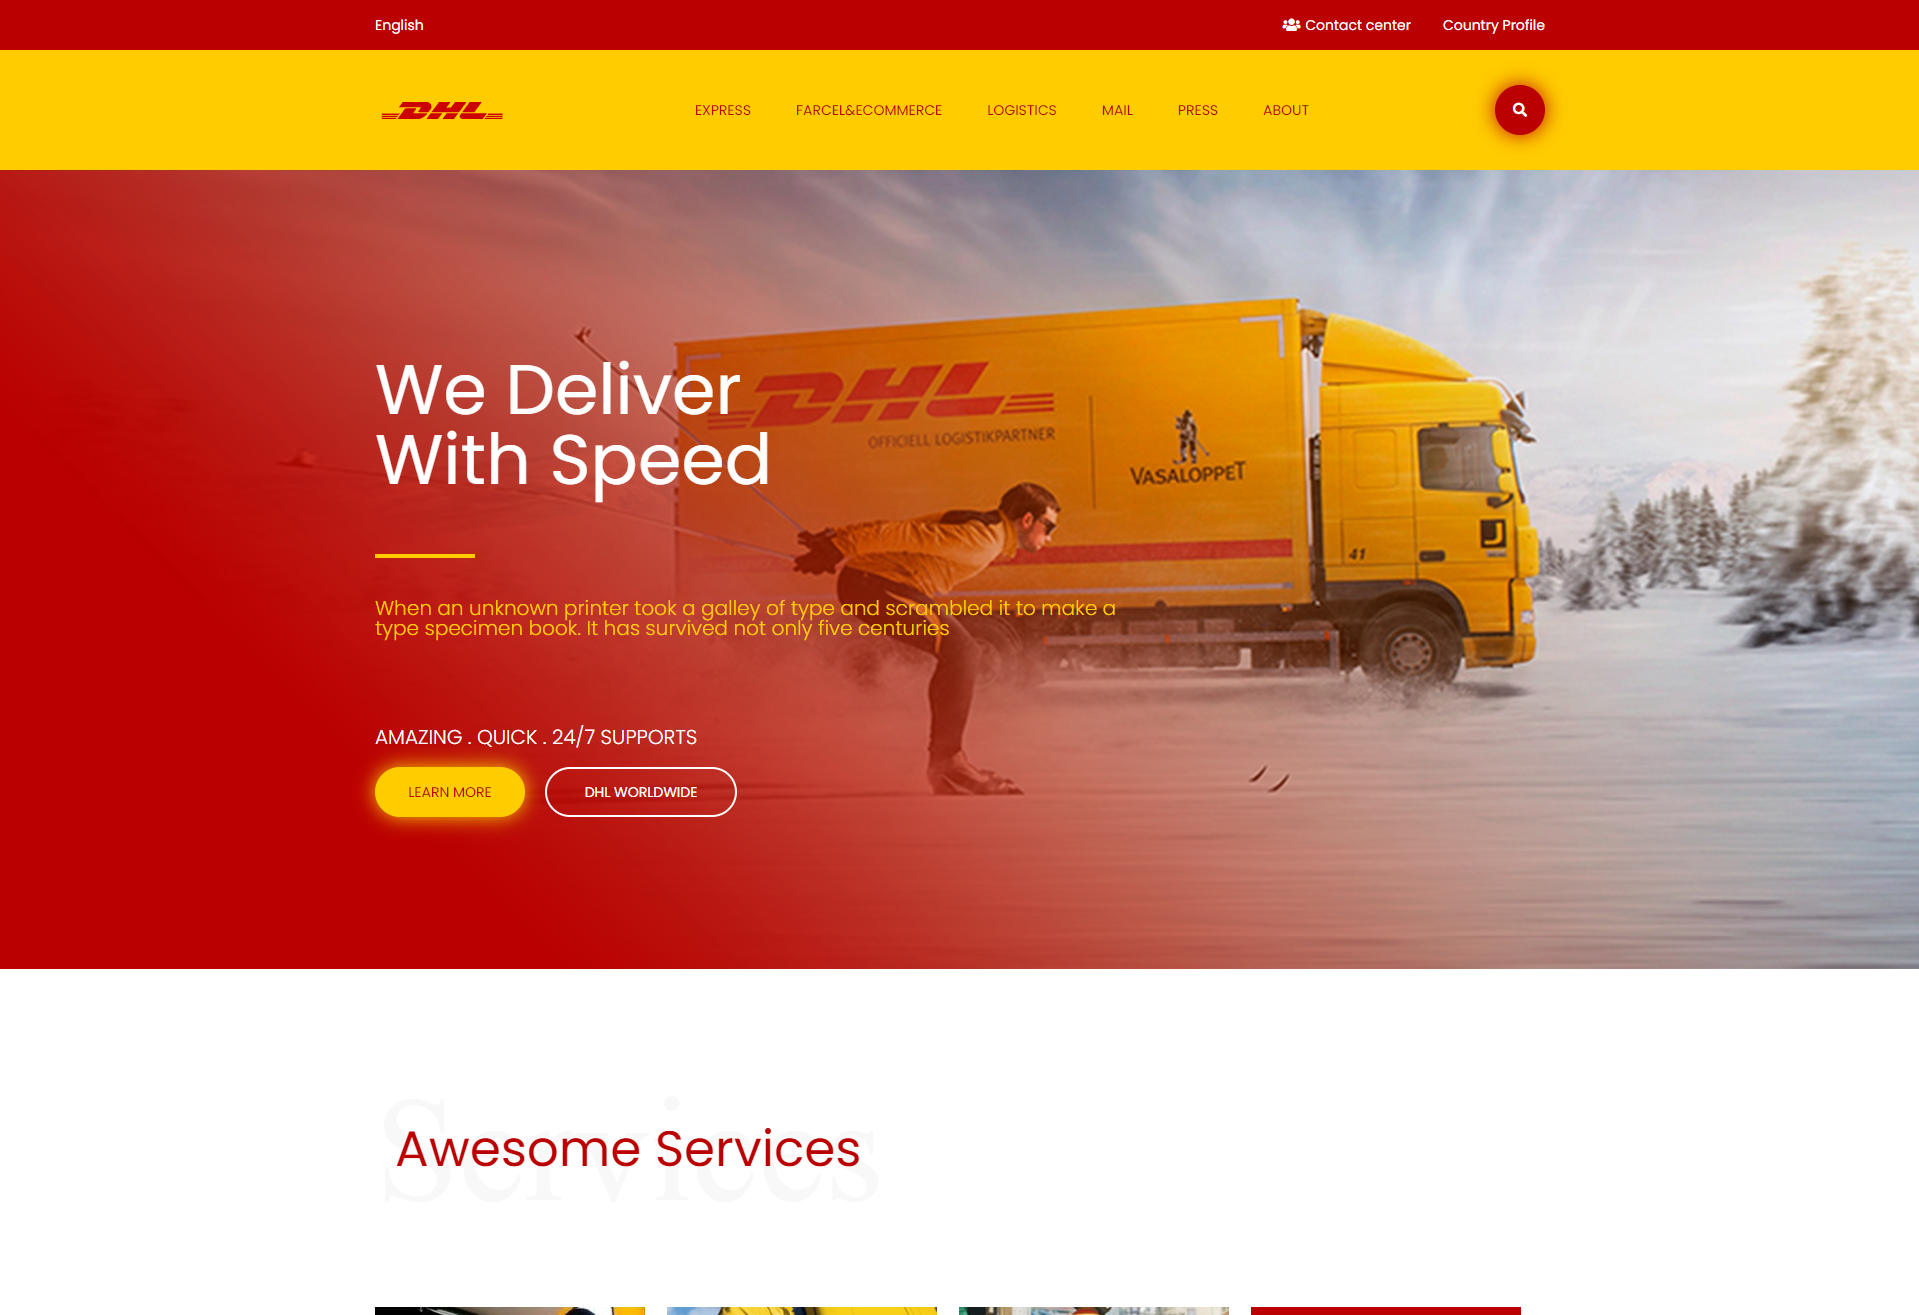 English
Contact center
Country Profile
DHL
EXPRESS
FARCEL&ECOMMERCE
LOGISTICS
MAIL
PRESS
ABOUT
We Deliver
With Speed
DHL
OFFICIELL LOGISTIKPARTNER
VASALOPPET
41
When an unknown printer took a galley of type and scrambled it to make a
type specimen book. It has survived not only five centuries
AMAZING . QUICK . 24/7 SUPPORTS
LEARN MORE
DHL WORLDWIDE
Services
Awesome Services